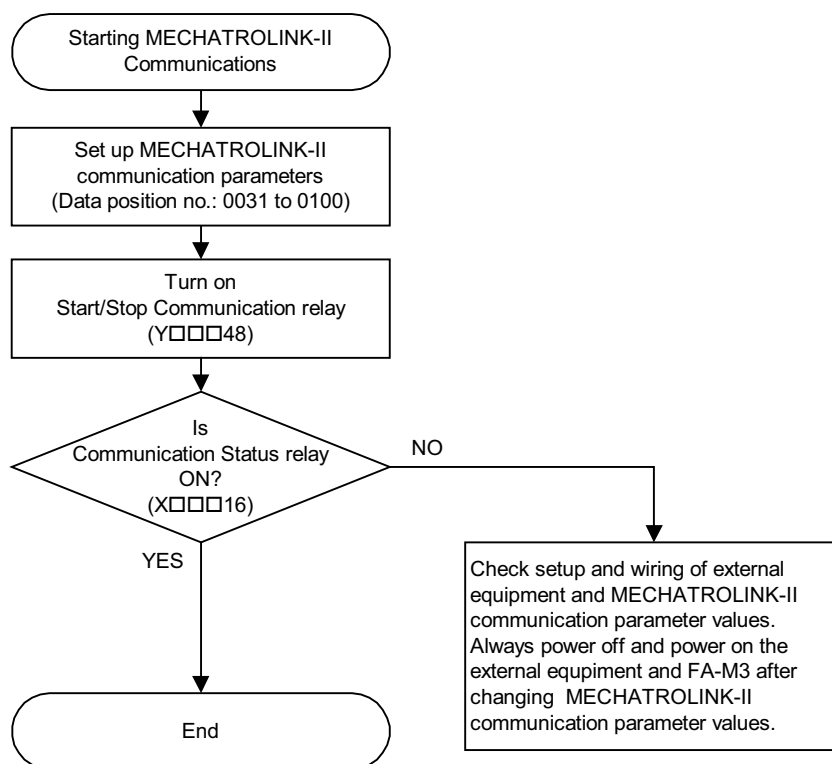 Starting MECHATROLINK-II
Communications
Set up MECHATROLINK-II
communication parameters
(Data position no.: 0031 to 0100)
Turn on
Start/Stop Communication relay
(Y□□□48)
Is
Communication Status relay
ON?
(X□□□16)
NO
YES
Check setup and wiring of external
equipment and MECHATROLINK-II
communication parameter values.
Always power off and power on the
external equpiment and FA-M3 after
changing MECHATROLINK-II
communication parameter values.
End